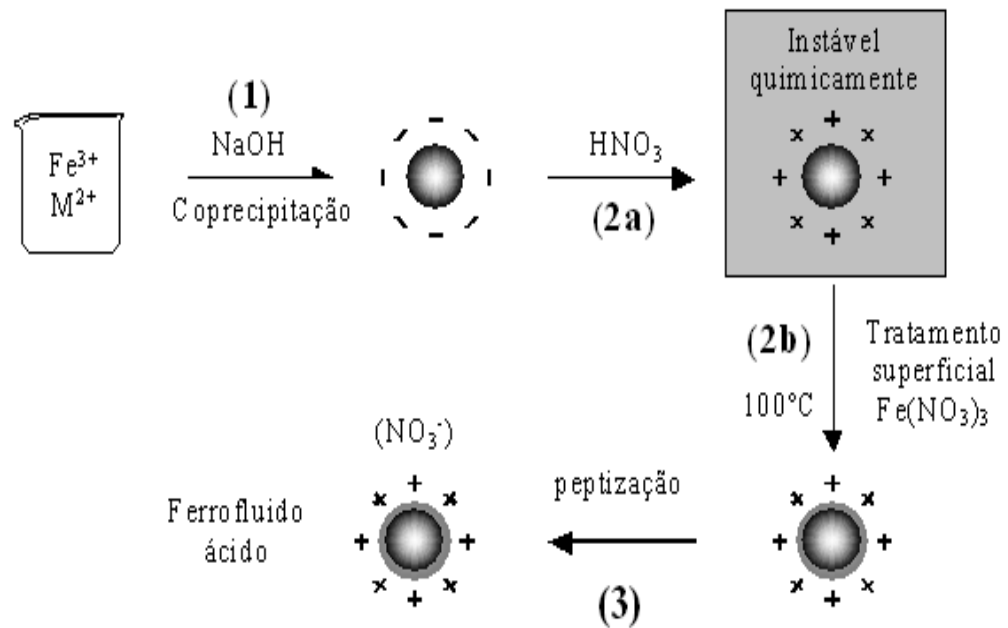 Fe³⁺
M²⁺
(1)
NaOH
Coprecipitação
HNO₃
(2a)
Instável
quimicamente
(2b)
100°C
Tratamento
superficial
Fe(NO₃)₃
peptização
(3)
(NO₃⁻)
Ferrofluido
ácido